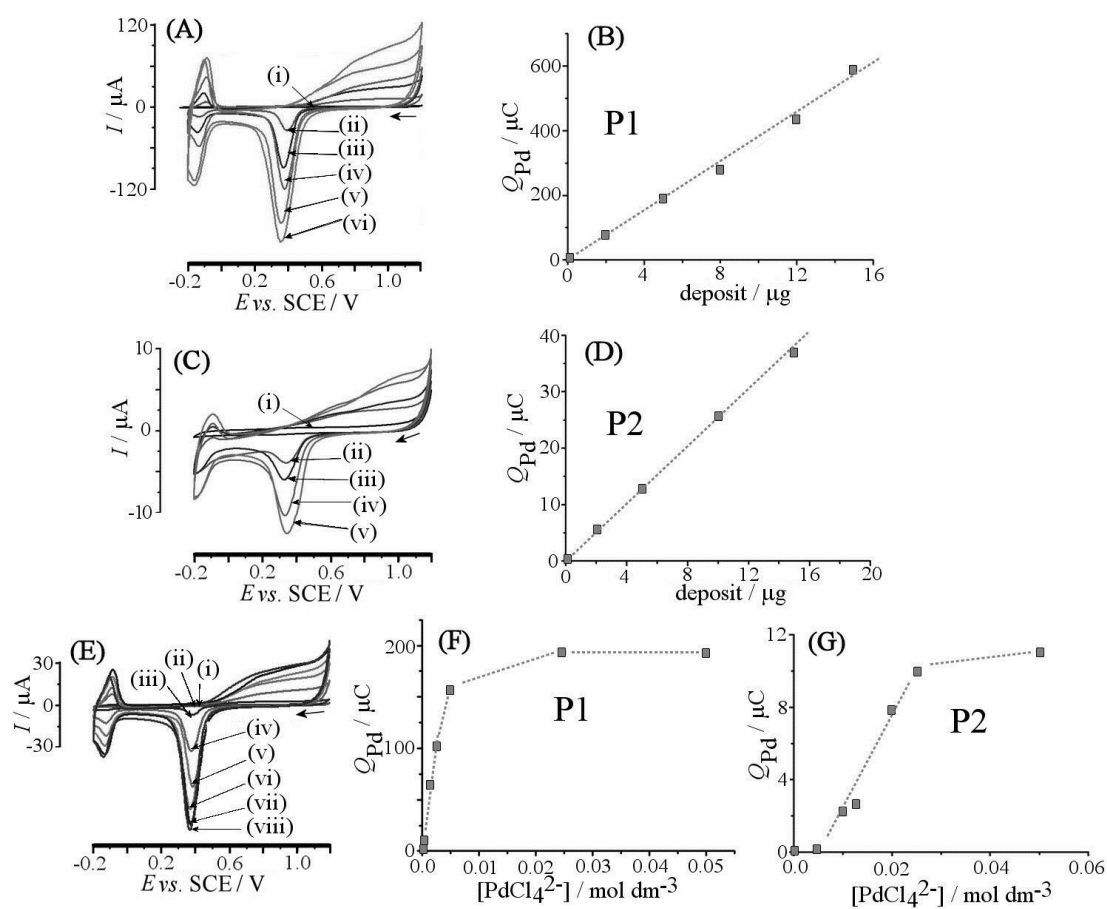 (A)
120
0
-120
I / µA
(i)
(ii)
(iii)
(iv)
(v)
(vi)
-0.2 0.2 0.6 1.0
E vs. SCE / V
(B)
600
400
200
0
Q_Pd / µC
P1
0 4 8 12 16
deposit / µg
(C)
10
0
-10
I / µA
(i)
(ii)
(iii)
(iv)
(v)
-0.2 0.2 0.6 1.0
E vs. SCE / V
(D)
40
30
20
10
0
Q_Pd / µC
P2
0 4 8 12 16 20
deposit / µg
(E)
30
0
-30
I / µA
(i)
(ii)
(iii)
(iv)
(v)
(vi)
(vii)
(viii)
-0.2 0.2 0.6 1.0
E vs. SCE / V
(F)
200
100
0
Q_Pd / µC
P1
0.00 0.01 0.02 0.03 0.04 0.05
[PdCl₄²⁻] / mol dm⁻³
(G)
12
8
4
0
Q_Pd / µC
P2
0.00 0.02 0.04 0.06
[PdCl₄²⁻] / mol dm⁻³